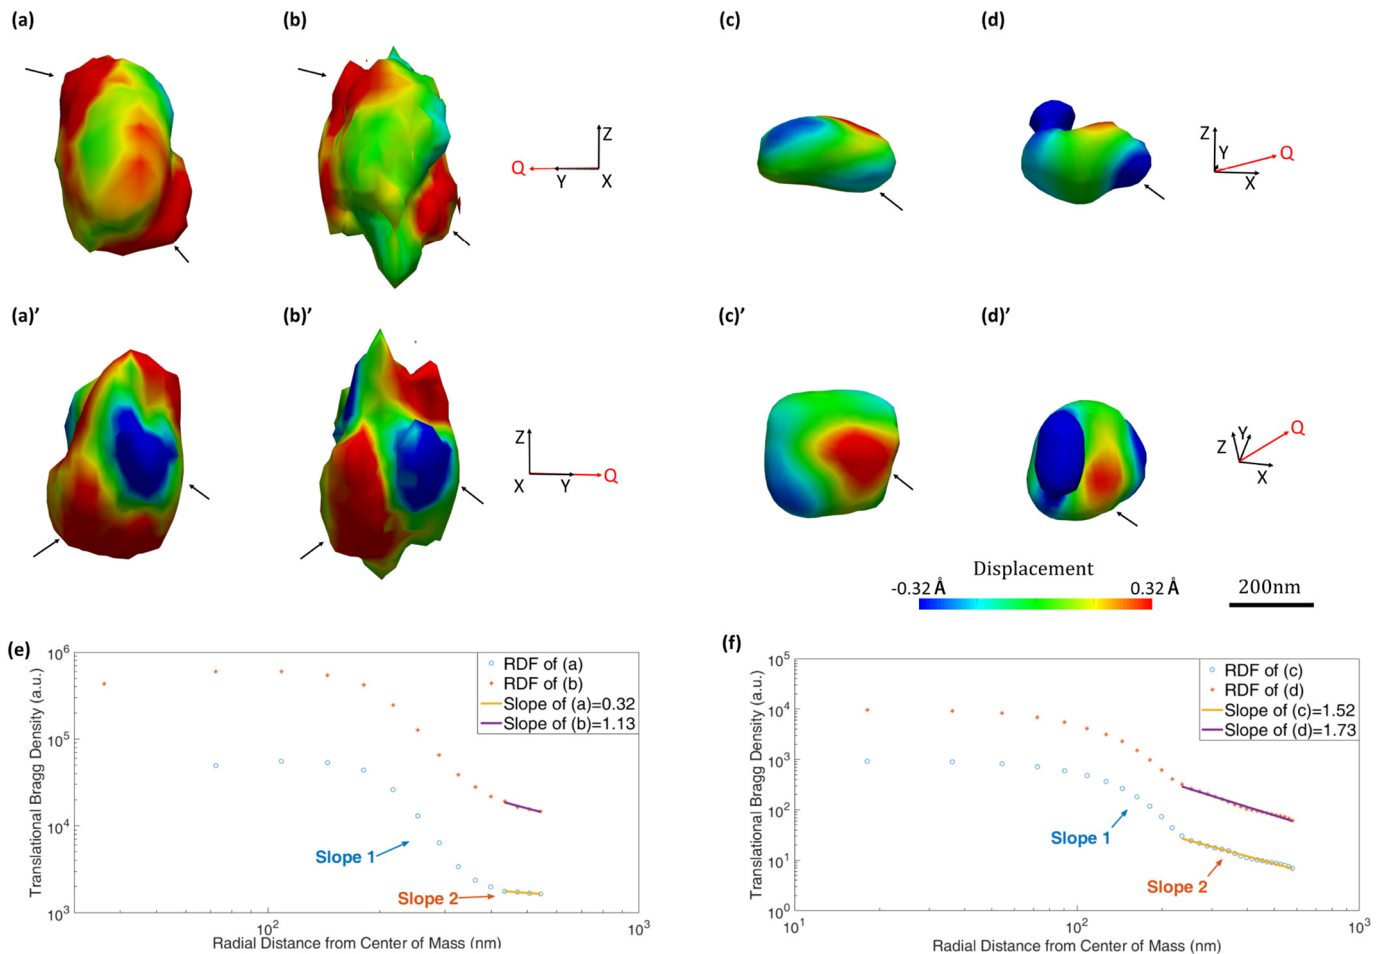 (a)
(b)
(c)
(d)
Z
Q
Y
X
Z
Y
Q
X
(a)’
(b)’
(c)’
(d)’
Z
X
Y
Q
Q
Z
Y
X
Displacement
-0.32 Å
0.32 Å
200nm
(e)
Translational Bragg Density (a.u.)
10^6
10^5
10^4
10^3
RDF of (a)
RDF of (b)
Slope of (a)=0.32
Slope of (b)=1.13
Slope 1
Slope 2
10^2
10^3
Radial Distance from Center of Mass (nm)
(f)
Translational Bragg Density (a.u.)
10^5
10^4
10^3
10^2
10^1
10^0
RDF of (c)
RDF of (d)
Slope of (c)=1.52
Slope of (d)=1.73
Slope 1
Slope 2
10^1
10^2
10^3
Radial Distance from Center of Mass (nm)